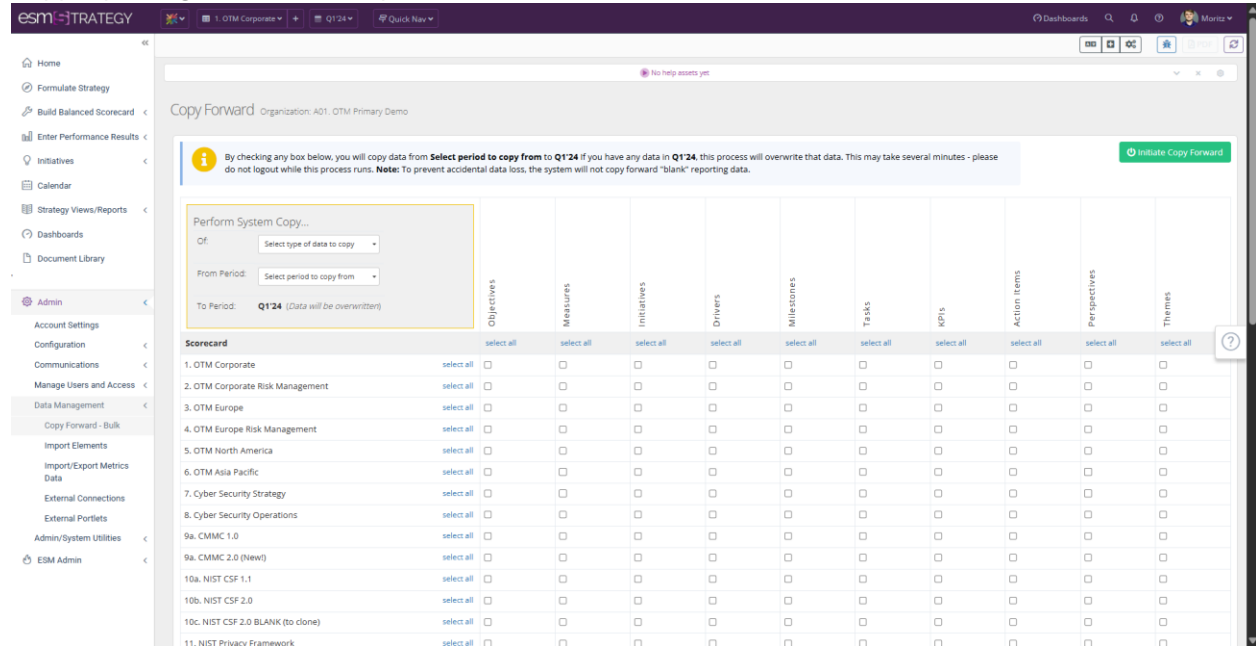 esm STRATEGY
1. OTM Corporate
+
Q1'24
Quick Nav
Dashboards
Moritz
PDF
No help assets yet
Home
Formulate Strategy
Build Balanced Scorecard
Enter Performance Results
Initiatives
Calendar
Strategy Views/Reports
Dashboards
Document Library
Admin
Account Settings
Configuration
Communications
Manage Users and Access
Data Management
Copy Forward - Bulk
Import Elements
Import/Export Metrics
Data
External Connections
External Portlets
Admin/System Utilities
ESM Admin
Copy Forward Organization: A01. OTM Primary Demo
By checking any box below, you will copy data from Select period to copy from to Q1'24 If you have any data in Q1'24, this process will overwrite that data. This may take several minutes - please
do not logout while this process runs. Note: To prevent accidental data loss, the system will not copy forward "blank" reporting data.
Initiate Copy Forward
Perform System Copy...
Of: Select type of data to copy
From Period: Select period to copy from
To Period: Q1'24 (Data will be overwritten)
Objectives
Measures
Initiatives
Drivers
Milestones
Tasks
KPIs
Action Items
Perspectives
Themes
Scorecard select all select all select all select all select all select all select all select all select all select all
1. OTM Corporate select all
2. OTM Corporate Risk Management select all
3. OTM Europe select all
4. OTM Europe Risk Management select all
5. OTM North America select all
6. OTM Asia Pacific select all
7. Cyber Security Strategy select all
8. Cyber Security Operations select all
9a. CMMC 1.0 select all
9a. CMMC 2.0 (New!) select all
10a. NIST CSF 1.1 select all
10b. NIST CSF 2.0 select all
10c. NIST CSF 2.0 BLANK (to clone) select all
11. NIST Privacy Framework select all